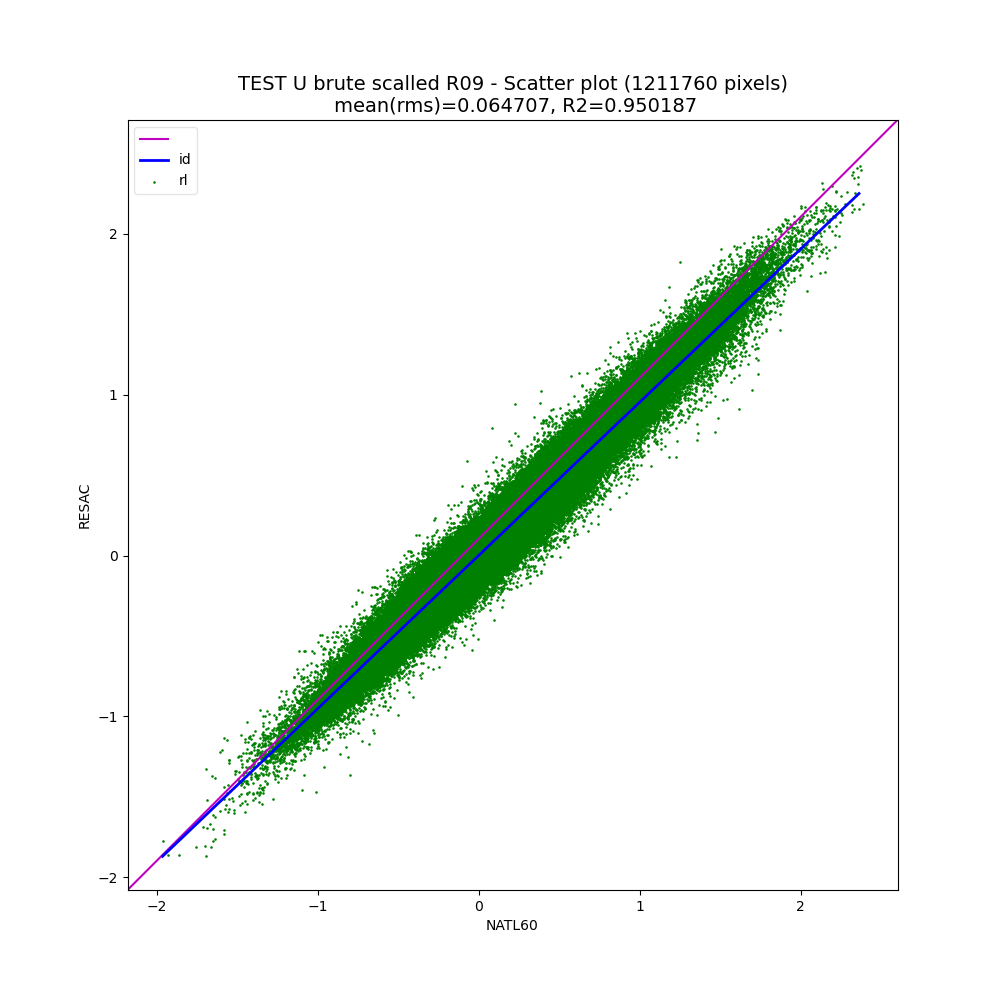 TEST U brute scalled R09 - Scatter plot (1211760 pixels)
mean(rms)=0.064707, R2=0.950187
id
rl
2
1
0
−1
−2
RESAC
−2
−1
0
1
2
NATL60